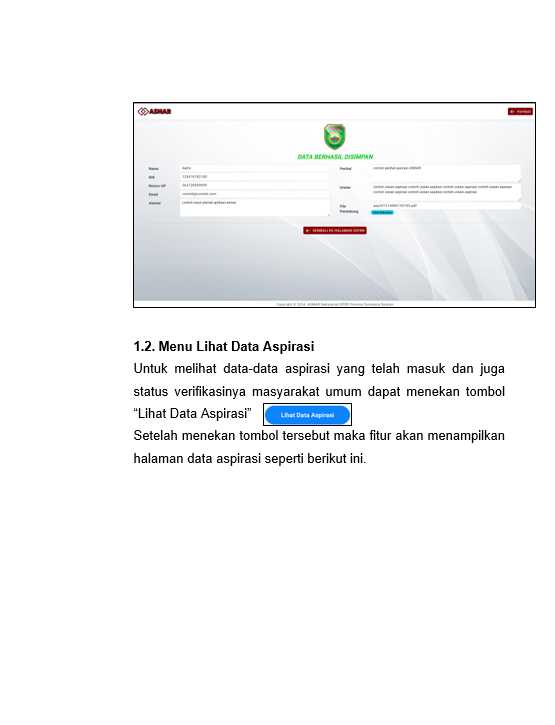 ASMAR
Kembali
DATA BERHASIL DISIMPAN
Nama
NIK
Nomor HP
Email contoh@contoh.com
Alamat contoh input alamat aplikasi asmar
Perihal contoh perihal aspirasi ASMAR
Uraian contoh uraian aspirasi contoh uraian aspirasi contoh uraian aspirasi contoh uraian aspirasi
contoh uraian aspirasi contoh uraian aspirasi contoh uraian aspirasi
File
Pendukung
KEMBALI KE HALAMAN DEPAN
Copyright © 2024 ASMAR Sekretariat DPRD Provinsi Sumatera Selatan
1.2. Menu Lihat Data Aspirasi
Untuk melihat data-data aspirasi yang telah masuk dan juga
status verifikasinya masyarakat umum dapat menekan tombol
“Lihat Data Aspirasi” Lihat Data Aspirasi
Setelah menekan tombol tersebut maka fitur akan menampilkan
halaman data aspirasi seperti berikut ini.